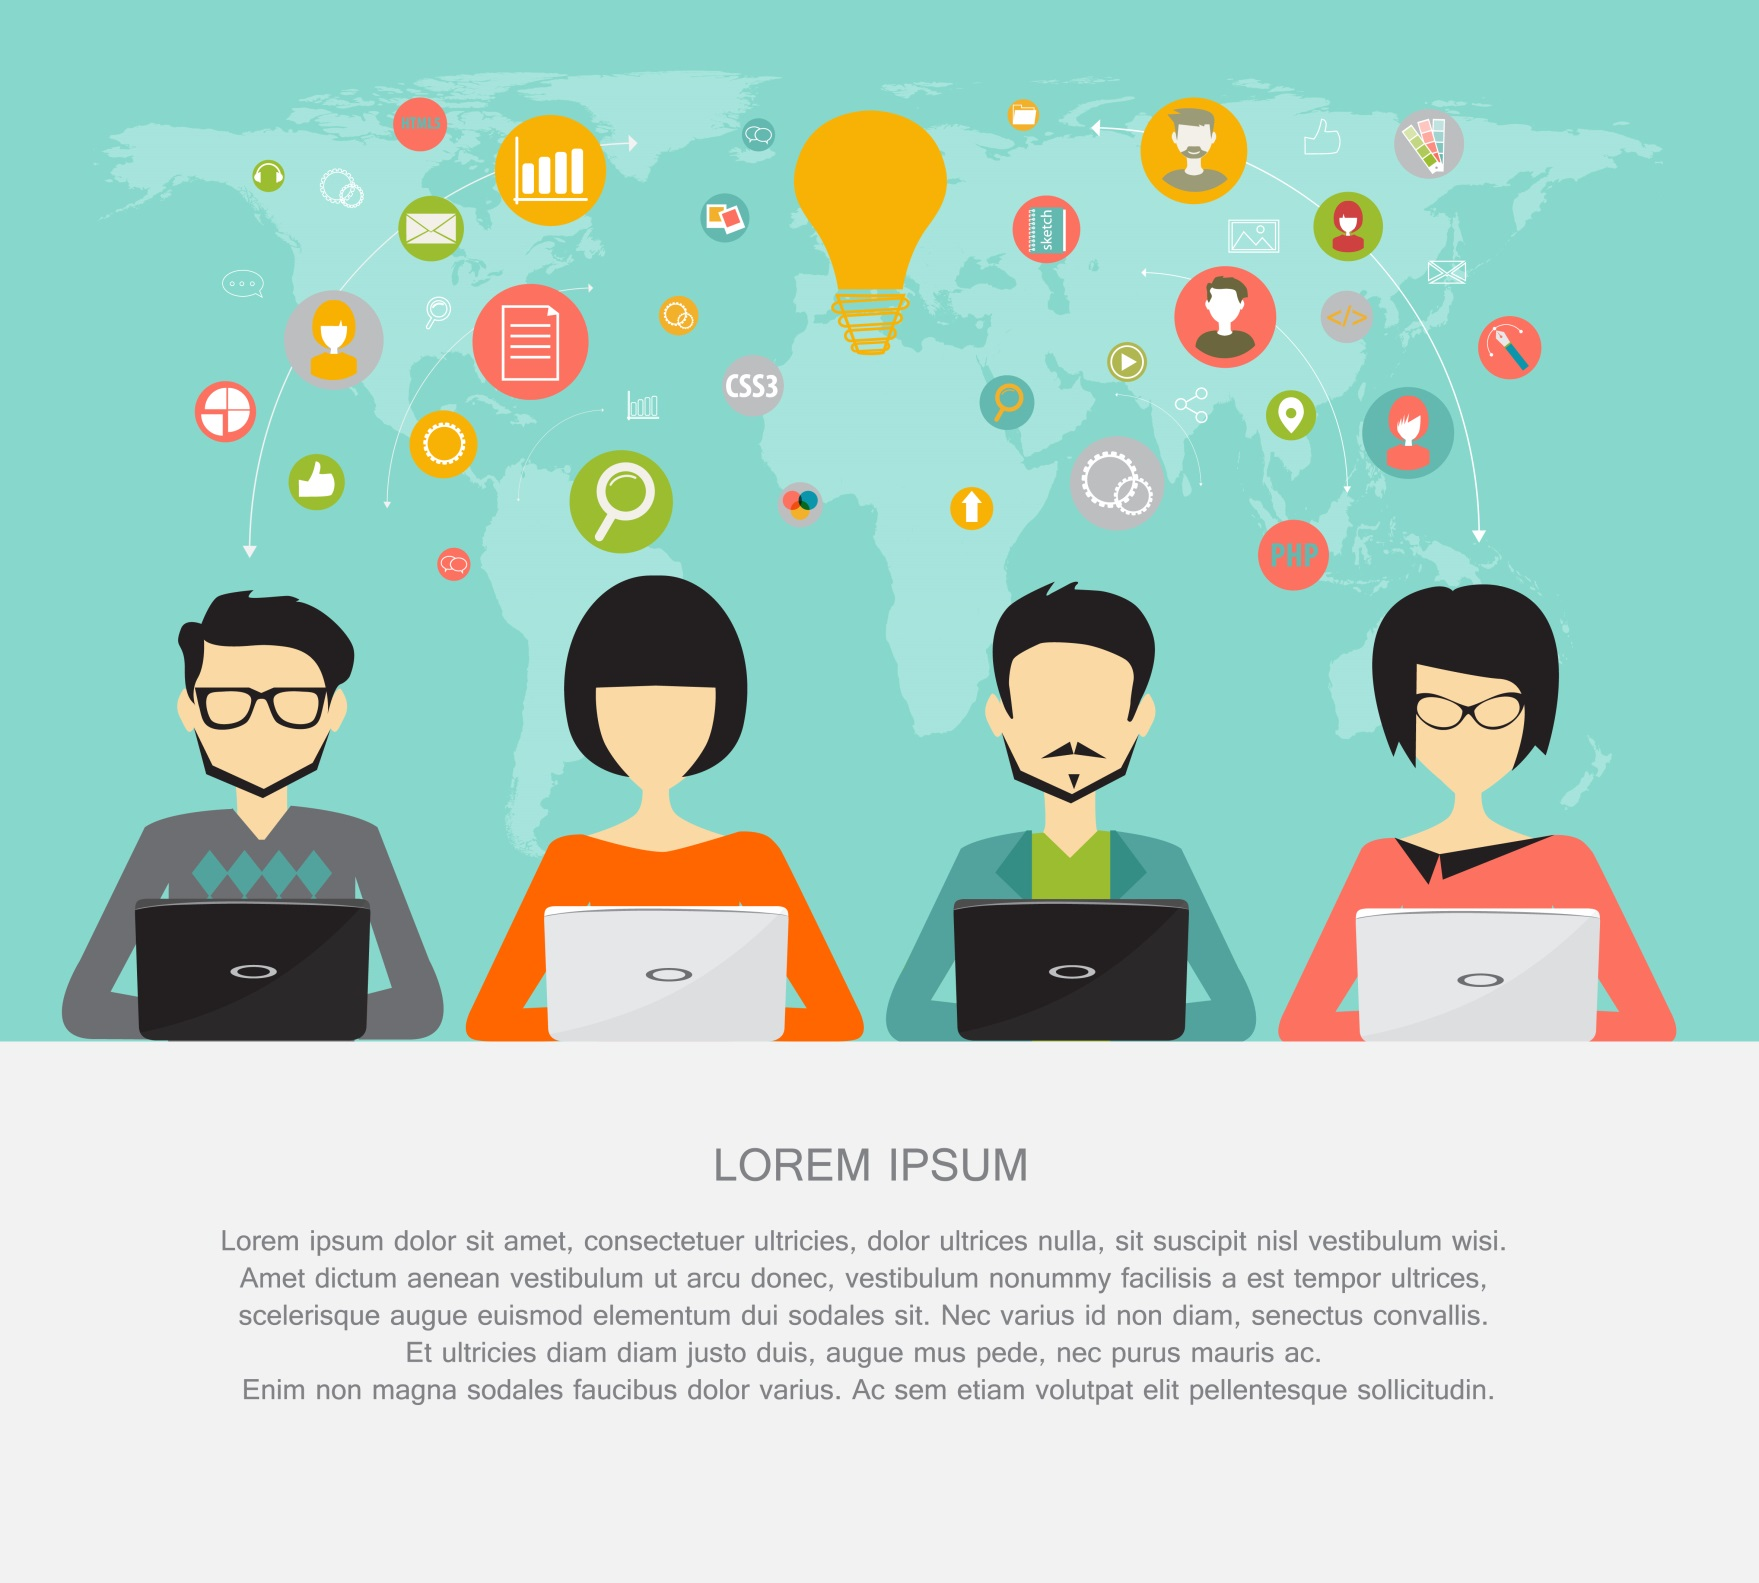 HTML5
sketch
</>
CSS3
PHP
LOREM IPSUM
Lorem ipsum dolor sit amet, consectetuer ultricies, dolor ultrices nulla, sit suscipit nisl vestibulum wisi.
Amet dictum aenean vestibulum ut arcu donec, vestibulum nonummy facilisis a est tempor ultrices,
scelerisque augue euismod elementum dui sodales sit. Nec varius id non diam, senectus convallis.
Et ultricies diam diam justo duis, augue mus pede, nec purus mauris ac.
Enim non magna sodales faucibus dolor varius. Ac sem etiam volutpat elit pellentesque sollicitudin.